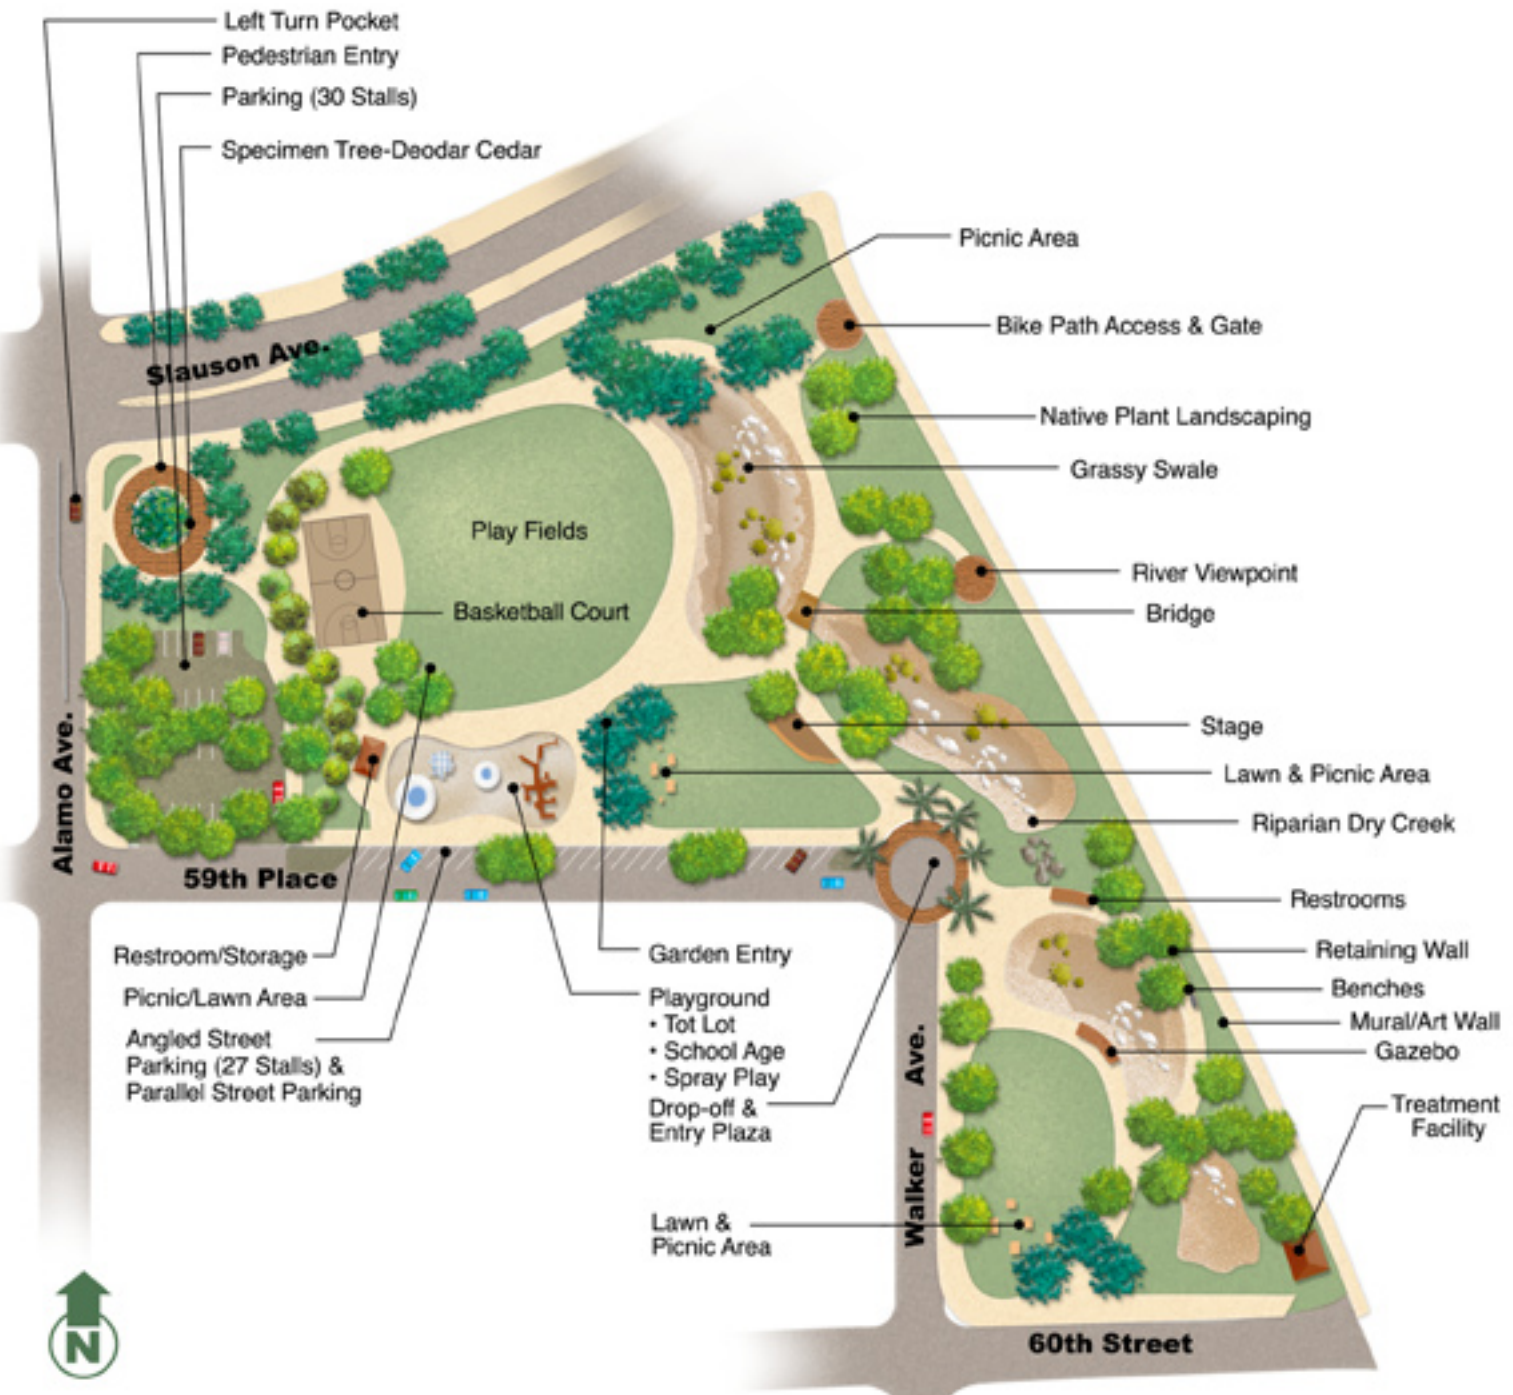 Left Turn Pocket
Pedestrian Entry
Parking (30 Stalls)
Specimen Tree-Deodar Cedar
Picnic Area
Bike Path Access & Gate
Slauson Ave.
Native Plant Landscaping
Grassy Swale
Play Fields
River Viewpoint
Basketball Court
Bridge
Stage
Lawn & Picnic Area
Alamo Ave.
Riparian Dry Creek
59th Place
Restrooms
Restroom/Storage
Picnic/Lawn Area
Angled Street
Parking (27 Stalls) &
Parallel Street Parking
Garden Entry
Playground
• Tot Lot
• School Age
• Spray Play
Drop-off &
Entry Plaza
Retaining Wall
Benches
Mural/Art Wall
Gazebo
Walker Ave.
Treatment
Facility
Lawn &
Picnic Area
N
60th Street